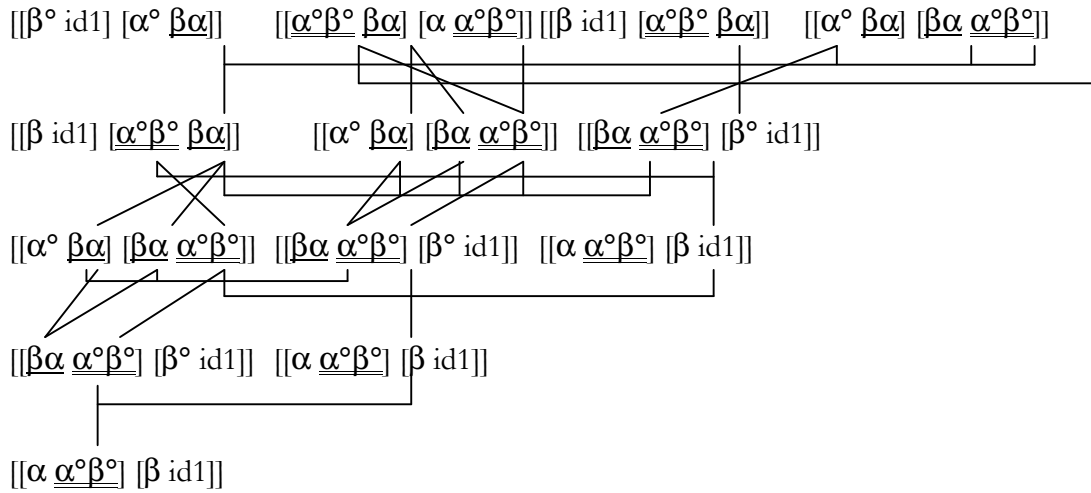 [[β° id1] [α° βα]] [[α°β° βα] [α α°β°]] [[β id1] [α°β° βα]] [[α° βα] [βα α°β°]]
[[β id1] [α°β° βα]] [[α° βα] [βα α°β°]] [[βα α°β°] [β° id1]]
[[α° βα] [βα α°β°]] [[βα α°β°] [β° id1]] [[α α°β°] [β id1]]
[[βα α°β°] [β° id1]] [[α α°β°] [β id1]]
[[α α°β°] [β id1]]